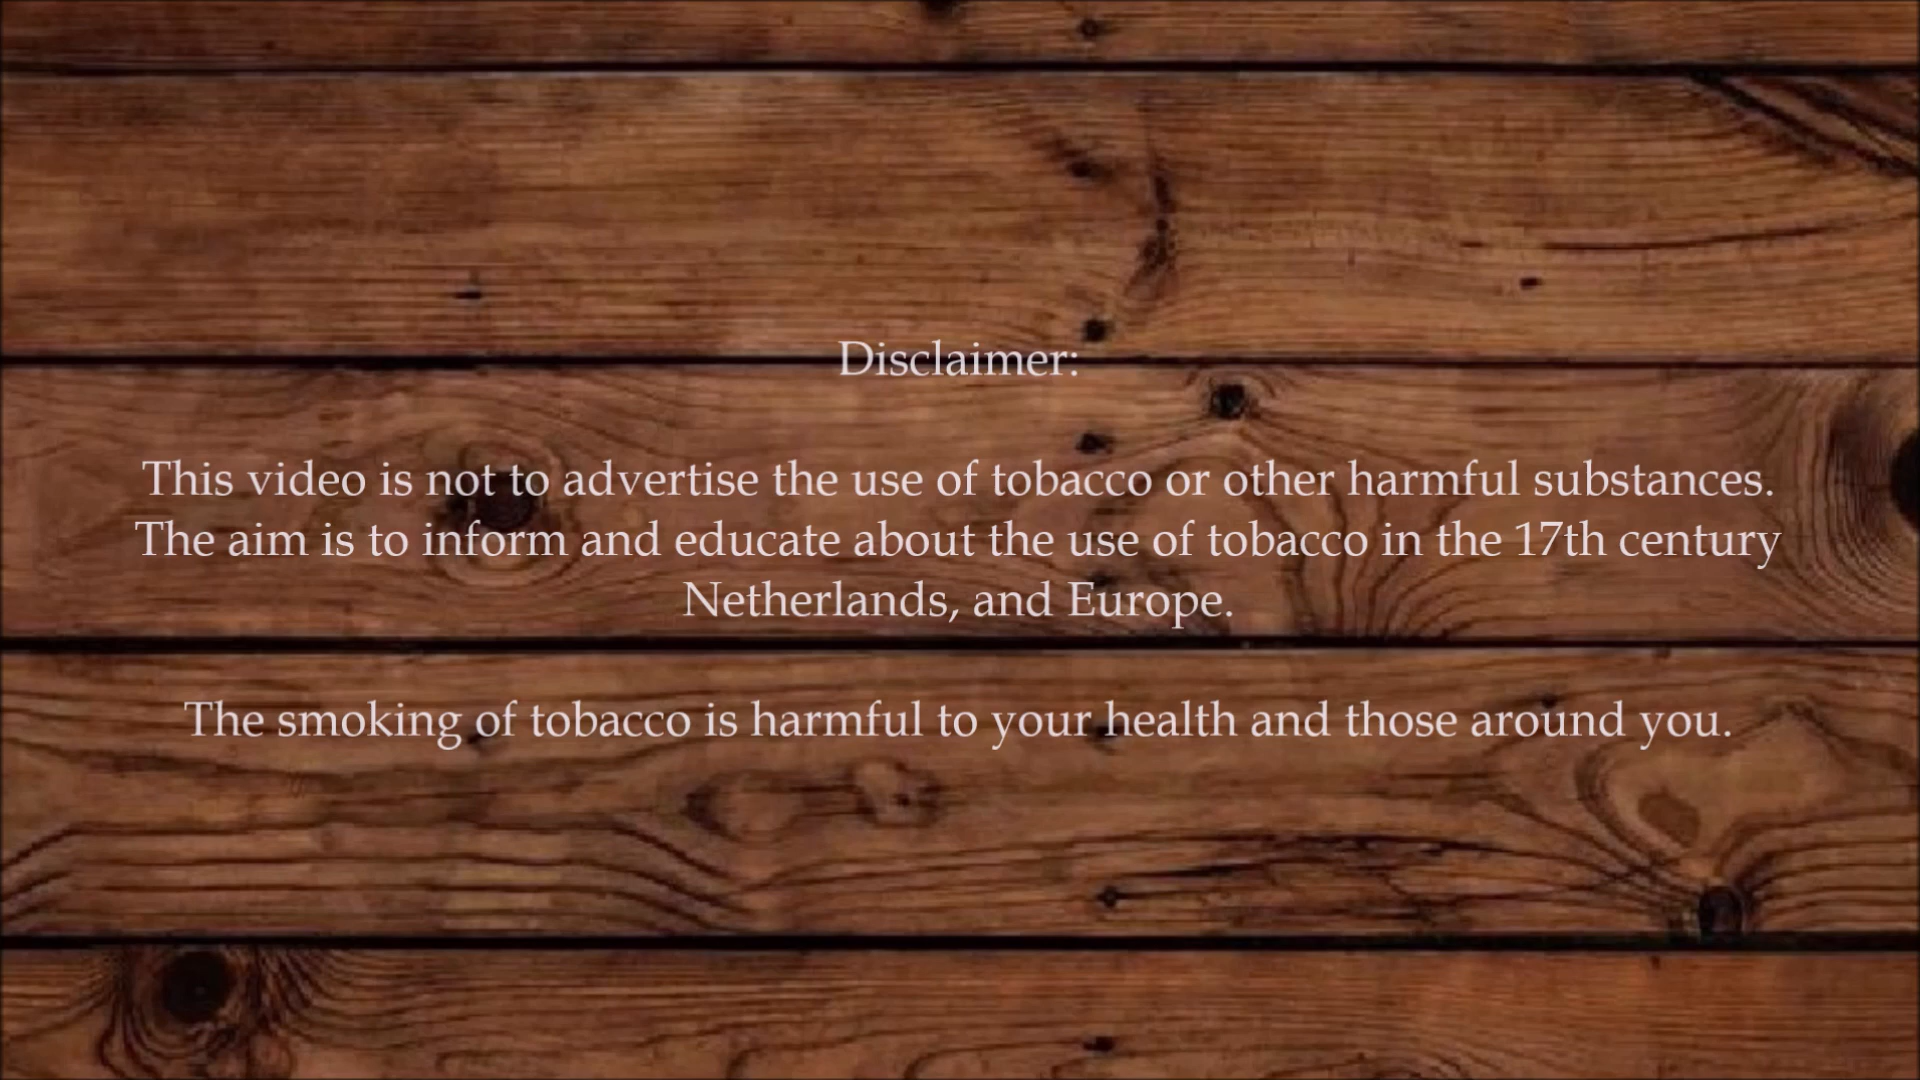 Disclaimer:
This video is not to advertise the use of tobacco or other harmful substances.
The aim is to inform and educate about the use of tobacco in the 17th century
Netherlands, and Europe.
The smoking of tobacco is harmful to your health and those around you.